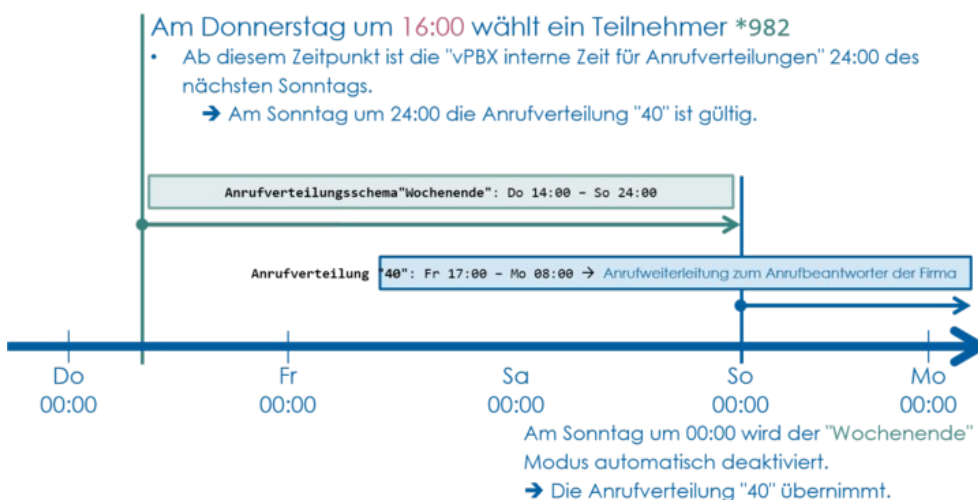 Am Donnerstag um 16:00 wählt ein Teilnehmer *982
• Ab diesem Zeitpunkt ist die "vPBX interne Zeit für Anrufverteilungen" 24:00 des
nächsten Sonntags.
➔ Am Sonntag um 24:00 die Anrufverteilung "40" ist gültig.
Anrufverteilungsschema"Wochenende": Do 14:00 – So 24:00
Anrufverteilung "40": Fr 17:00 – Mo 08:00 → Anrufweiterleitung zum Anrufbeantworter der Firma
Do Fr Sa So Mo
00:00 00:00 00:00 00:00 00:00
Am Sonntag um 00:00 wird der "Wochenende"
Modus automatisch deaktiviert.
➔ Die Anrufverteilung "40" übernimmt.